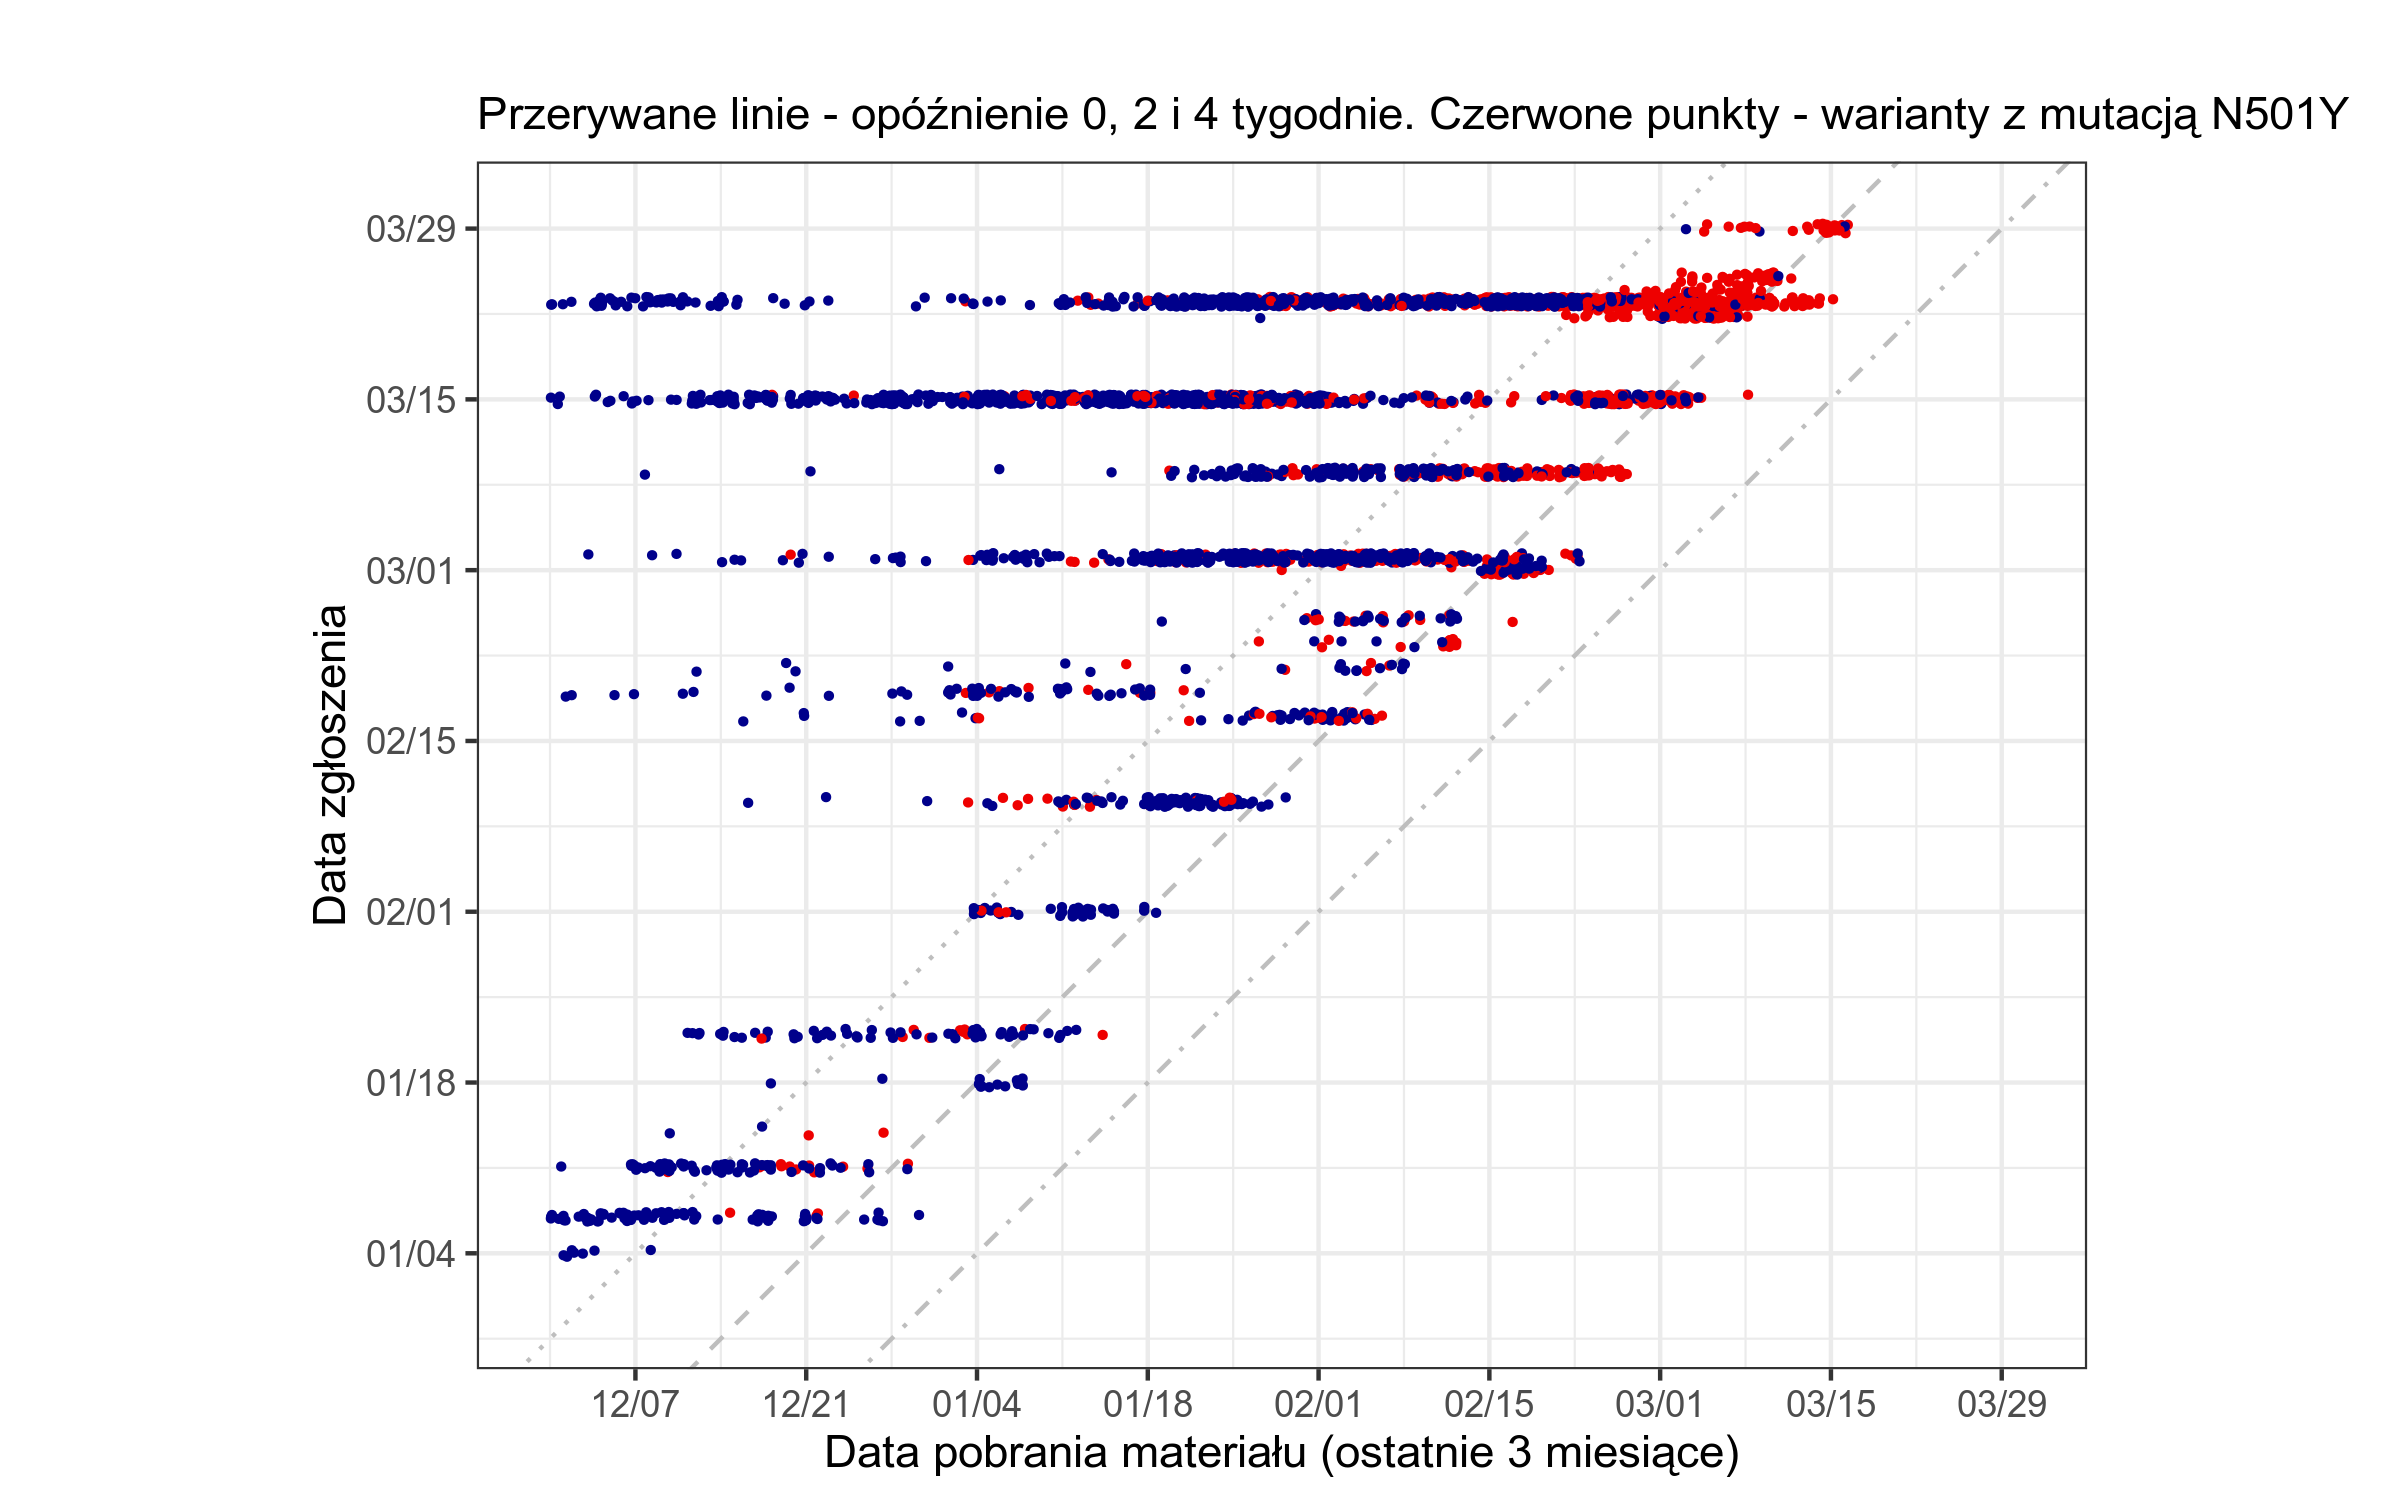 Przerywane linie - opóźnienie 0, 2 i 4 tygodnie. Czerwone punkty - warianty z mutacją N501Y
Data zgłoszenia
03/29
03/15
03/01
02/15
02/01
01/18
01/04
12/07 12/21 01/04 01/18 02/01 02/15 03/01 03/15 03/29
Data pobrania materiału (ostatnie 3 miesiące)